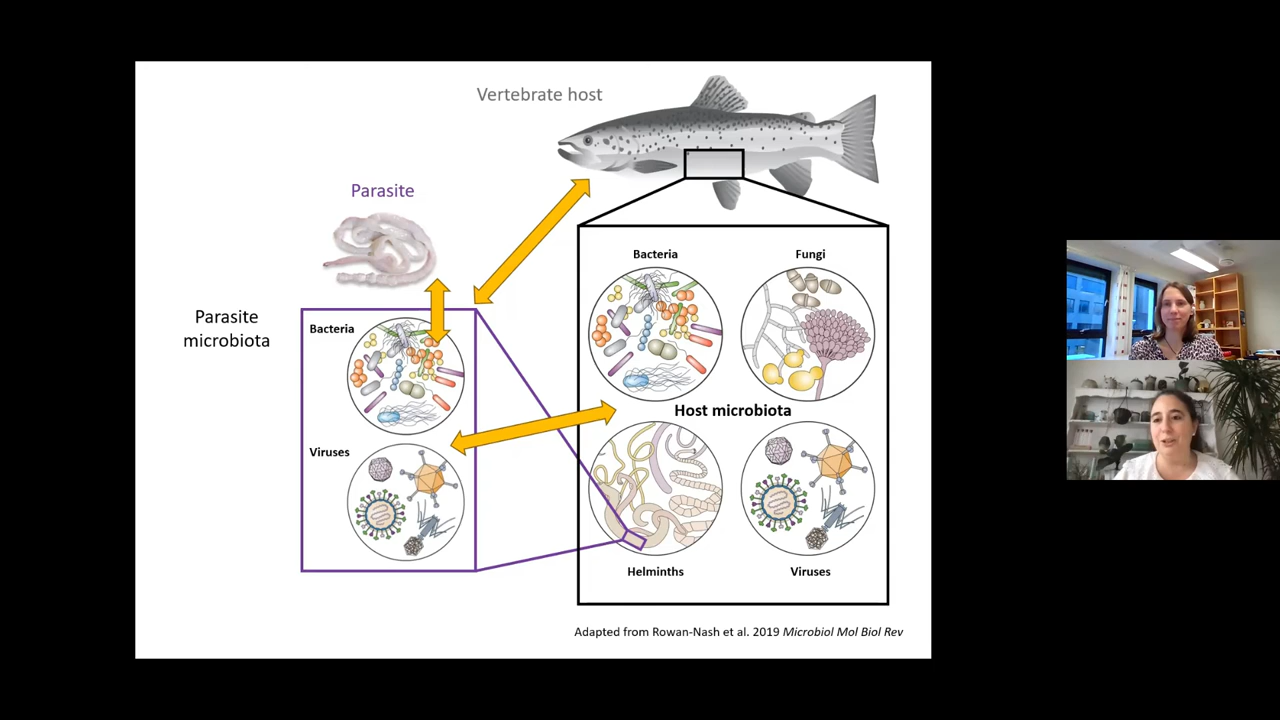 Vertebrate host
Parasite
Parasite
microbiota
Bacteria
Viruses
Bacteria
Fungi
Host microbiota
Helminths
Viruses
Adapted from Rowan-Nash et al. 2019 Microbiol Mol Biol Rev